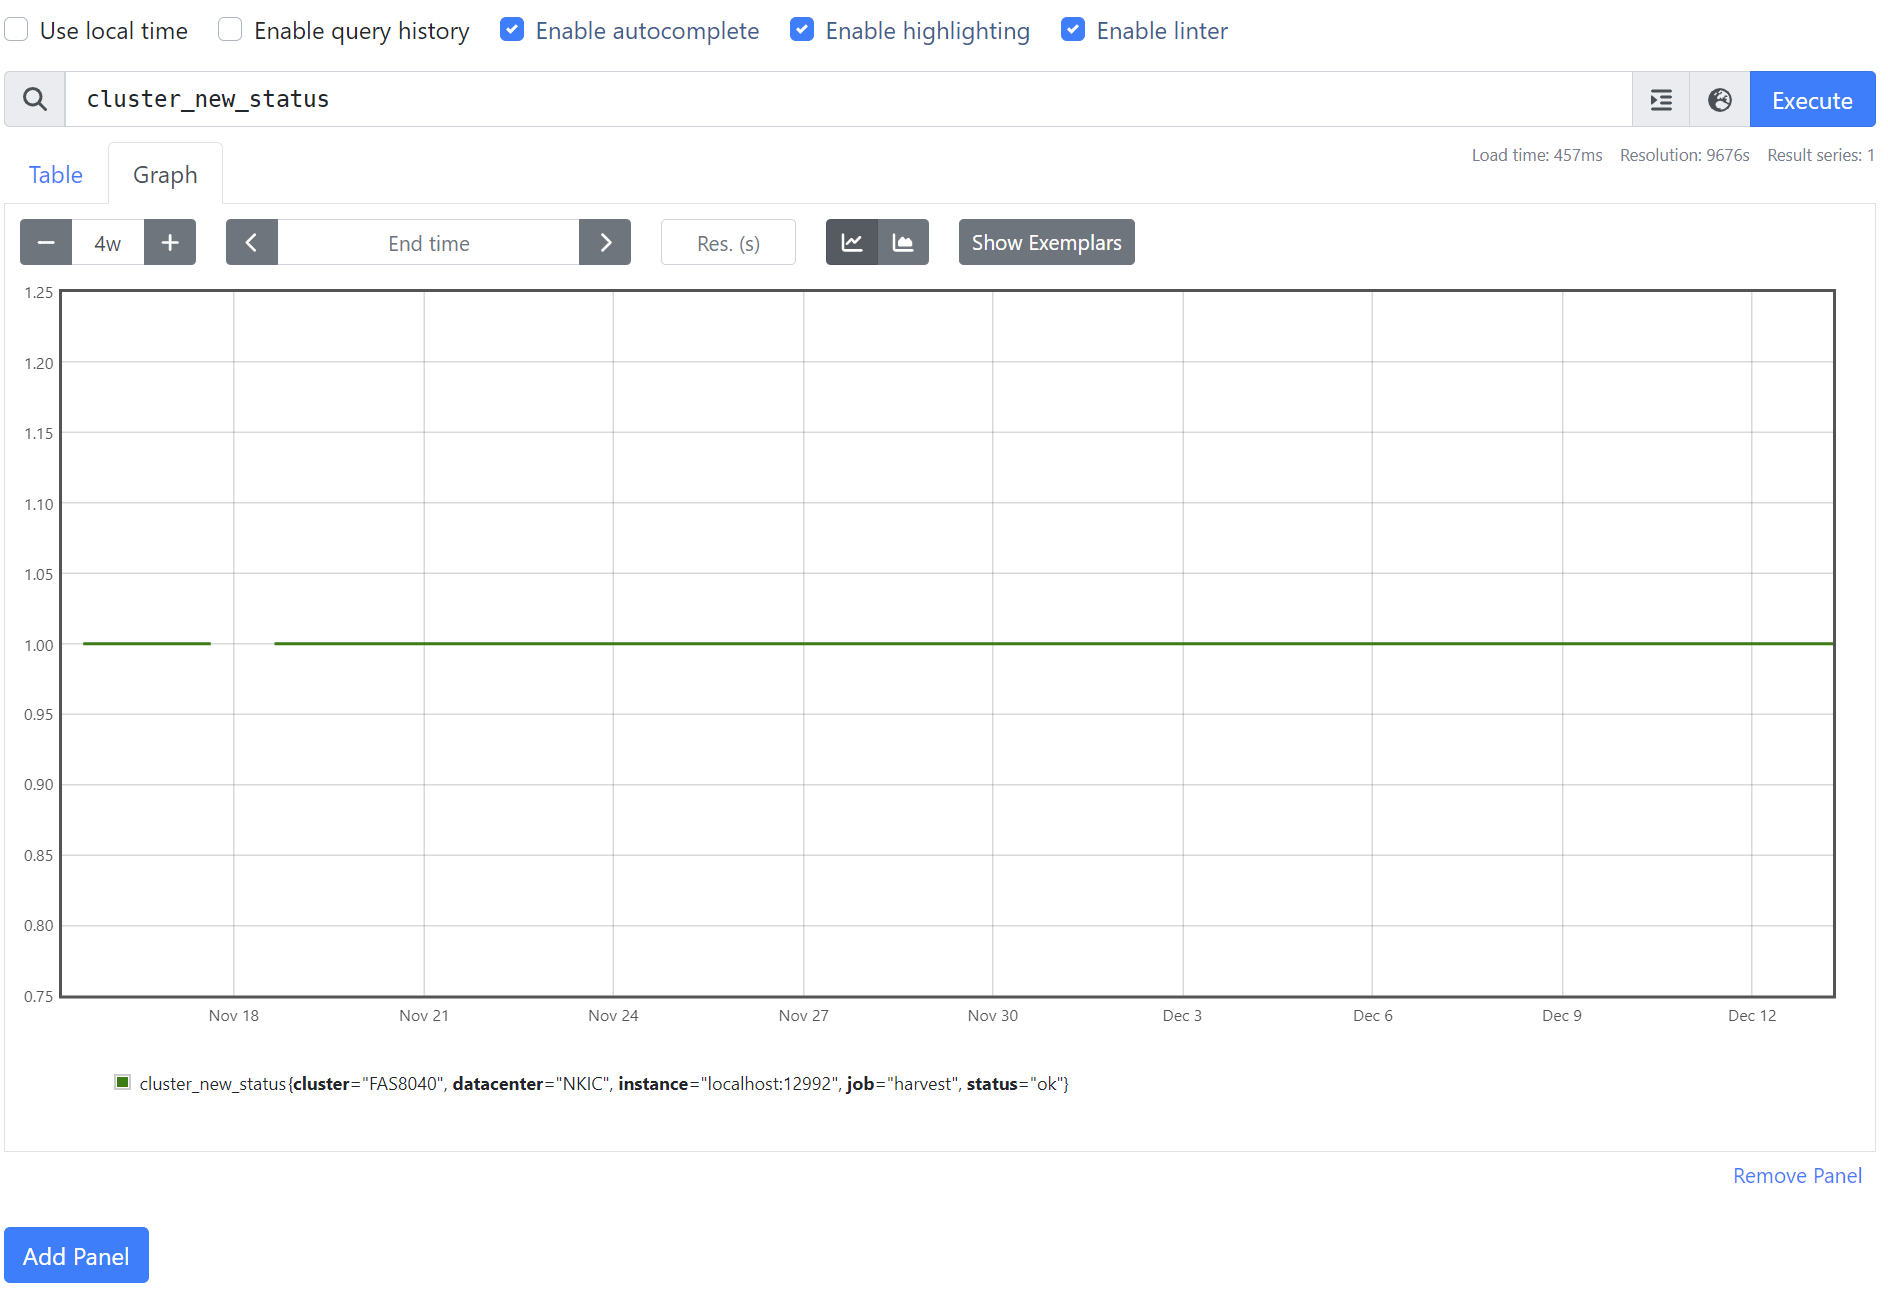 Use local time Enable query history Enable autocomplete Enable highlighting Enable linter
cluster_new_status Execute
Load time: 457ms Resolution: 9676s Result series: 1
Table Graph
4w End time Res. (s) Show Exemplars
1.25
1.20
1.15
1.10
1.05
1.00
0.95
0.90
0.85
0.80
0.75
Nov 18 Nov 21 Nov 24 Nov 27 Nov 30 Dec 3 Dec 6 Dec 9 Dec 12
cluster_new_status{cluster="FAS8040", datacenter="NKIC", instance="localhost:12992", job="harvest", status="ok"}
Remove Panel
Add Panel